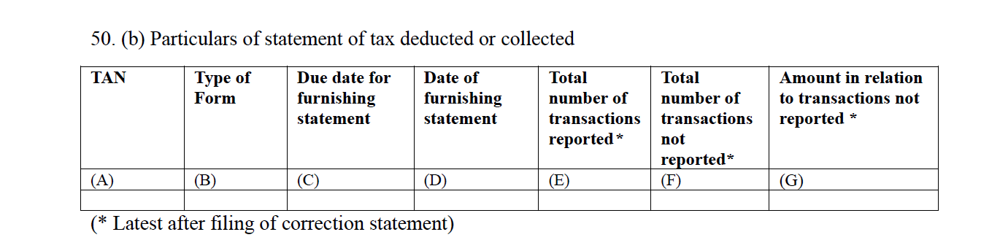 50. (b) Particulars of statement of tax deducted or collected
TAN
Type of
Form
Due date for
furnishing
statement
Date of
furnishing
statement
Total
number of
transactions
reported*
Total
number of
transactions
not
reported*
Amount in relation
to transactions not
reported *
(A) (B) (C) (D) (E) (F) (G)
(* Latest after filing of correction statement)